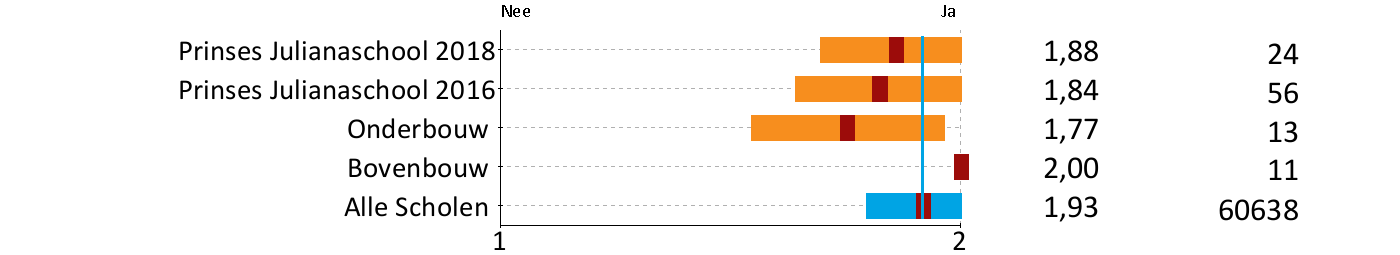 Nee Ja
Prinses Julianaschool 2018 1,88 24
Prinses Julianaschool 2016 1,84 56
Onderbouw 1,77 13
Bovenbouw 2,00 11
Alle Scholen 1,93 60638
1 2